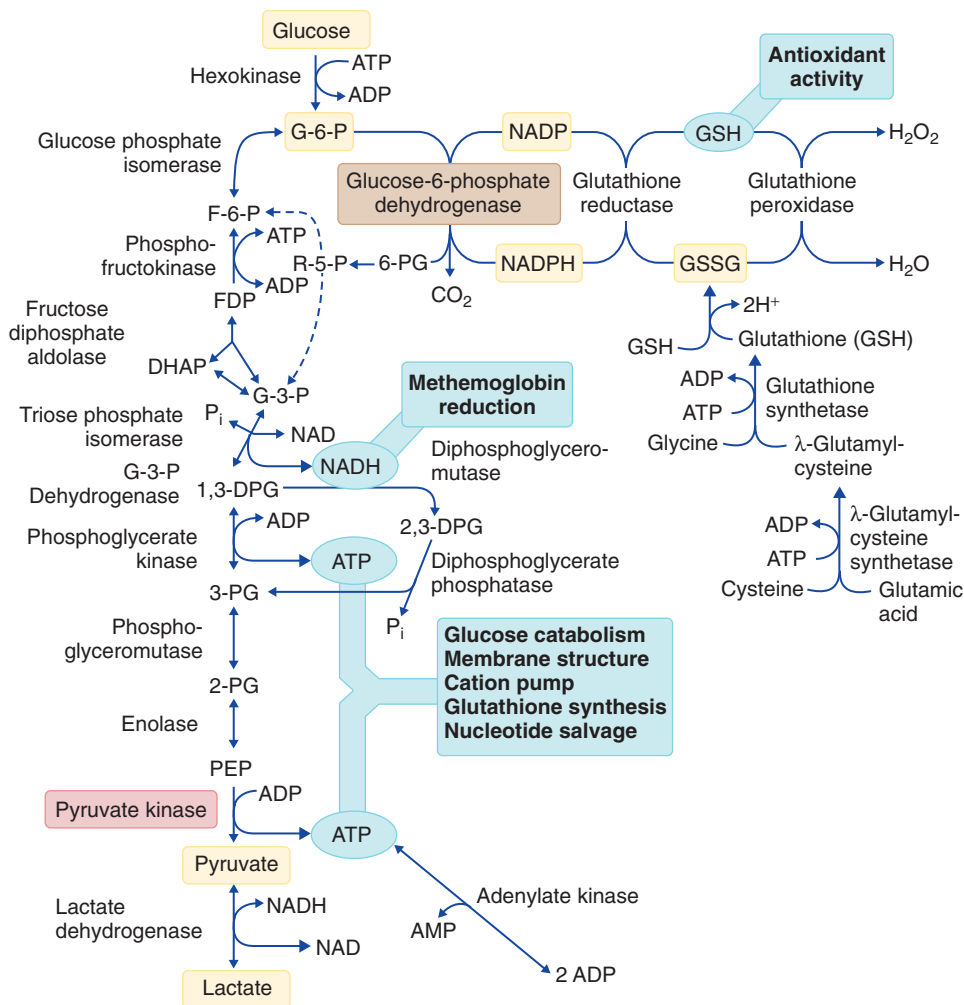 Glucose
Hexokinase
ATP
ADP
Antioxidant
activity
Glucose phosphate
isomerase
G-6-P
NADP
GSH
H2O2
Glucose-6-phosphate
dehydrogenase
Glutathione
reductase
Glutathione
peroxidase
F-6-P
Phospho-
fructokinase
ATP
ADP
R-5-P
6-PG
CO2
NADPH
GSSG
H2O
FDP
Fructose
diphosphate
aldolase
DHAP
G-3-P
GSH
2H+
Glutathione (GSH)
ADP
ATP
Glutathione
synthetase
Glycine
λ-Glutamyl-
cysteine
Triose phosphate
isomerase
Pi
NAD
NADH
Methemoglobin
reduction
G-3-P
Dehydrogenase
1,3-DPG
Diphosphoglycero-
mutase
2,3-DPG
ADP
ATP
λ-Glutamyl-
cysteine
synthetase
Cysteine
Glutamic
acid
Phosphoglycerate
kinase
ADP
ATP
Diphosphoglycerate
phosphatase
3-PG
Pi
Phospho-
glyceromutase
Glucose catabolism
Membrane structure
Cation pump
Glutathione synthesis
Nucleotide salvage
2-PG
Enolase
PEP
Pyruvate kinase
ADP
ATP
Pyruvate
Adenylate kinase
AMP
2 ADP
Lactate
dehydrogenase
NADH
NAD
Lactate